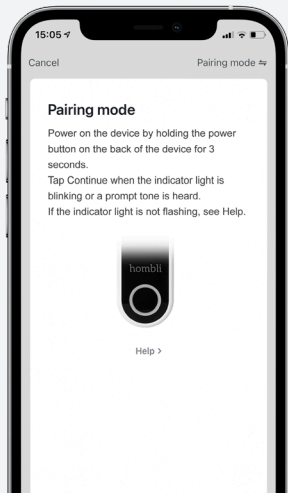 15:05
Cancel
Pairing mode ⇋
Pairing mode
Power on the device by holding the power
button on the back of the device for 3
seconds.
Tap Continue when the indicator light is
blinking or a prompt tone is heard.
If the indicator light is not flashing, see Help.
hombli
Help >